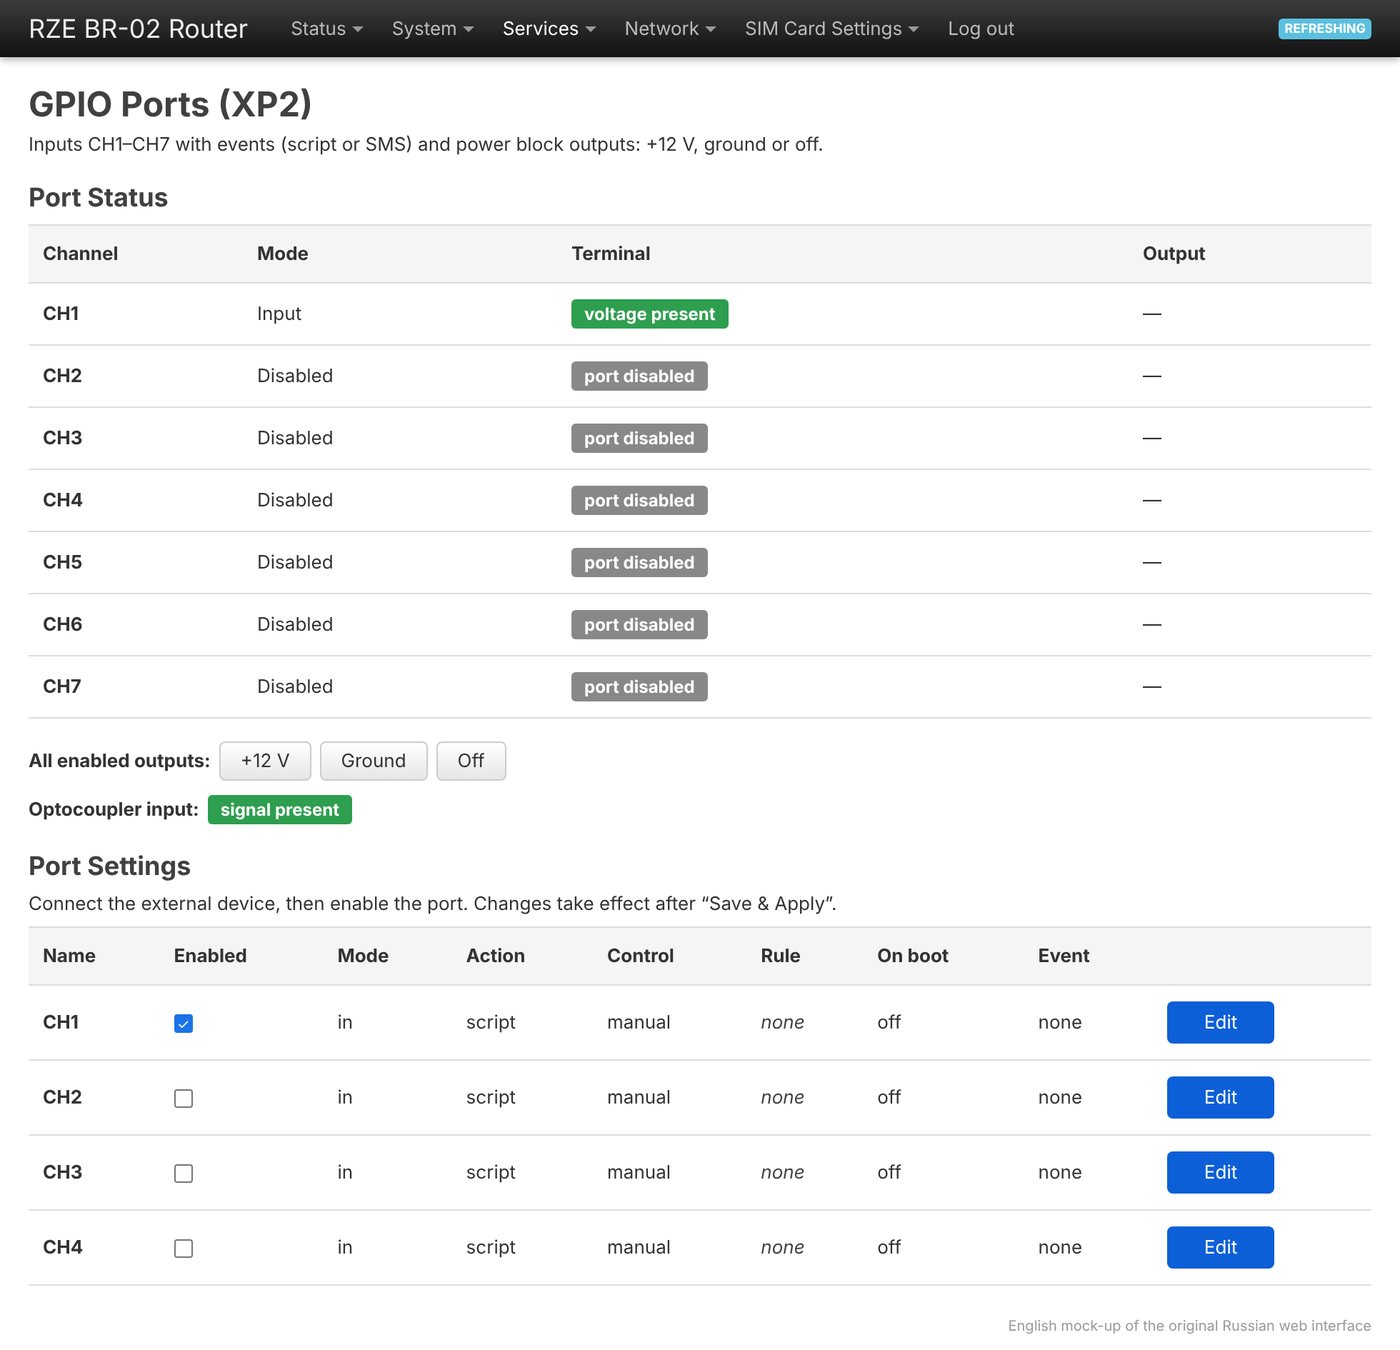 RZE BR-02 Router Status System Services Network SIM Card Settings Log out REFRESHING
GPIO Ports (XP2)
Inputs CH1–CH7 with events (script or SMS) and power block outputs: +12 V, ground or off.
Port Status
Channel Mode Terminal Output
CH1 Input voltage present —
CH2 Disabled port disabled —
CH3 Disabled port disabled —
CH4 Disabled port disabled —
CH5 Disabled port disabled —
CH6 Disabled port disabled —
CH7 Disabled port disabled —
All enabled outputs: +12 V Ground Off
Optocoupler input: signal present
Port Settings
Connect the external device, then enable the port. Changes take effect after “Save & Apply”.
Name Enabled Mode Action Control Rule On boot Event
CH1 in script manual none off none Edit
CH2 in script manual none off none Edit
CH3 in script manual none off none Edit
CH4 in script manual none off none Edit
English mock-up of the original Russian web interface